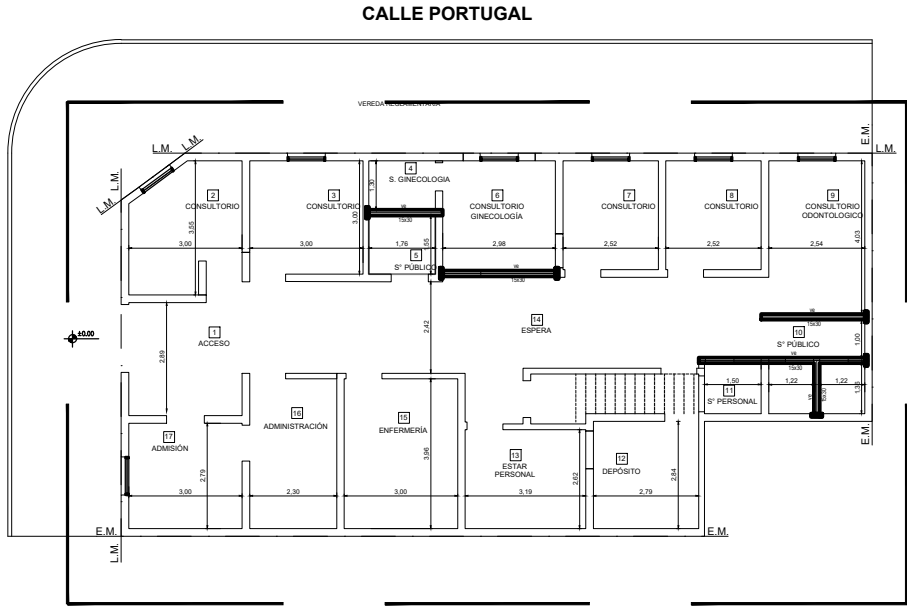 CALLE PORTUGAL
VEREDA REGLAMENTARIA
L.M.
L.M.
E.M.
L.M.
L.M.
L.M.
2
CONSULTORIO
3
CONSULTORIO
4
S. GINECOLOGIA
6
CONSULTORIO
GINECOLOGÍA
7
CONSULTORIO
8
CONSULTORIO
9
CONSULTORIO
ODONTOLOGICO
1,30
3,00
3,55
15x30
1,55
4,03
3,00
3,00
1,76
2,98
2,52
2,52
2,54
5
S° PÚBLICO
15x30
15x30
±0.00
1
ACCESO
2,89
2,42
14
ESPERA
10
S° PÚBLICO
1,00
15x30
1,50
1,22
1,22
1,35
11
S° PERSONAL
15x30
16
ADMINISTRACIÓN
15
ENFERMERÍA
17
ADMISIÓN
13
ESTAR
PERSONAL
12
DEPÓSITO
2,79
3,96
2,62
2,84
3,00
2,30
3,00
3,19
2,79
E.M.
E.M.
E.M.
L.M.